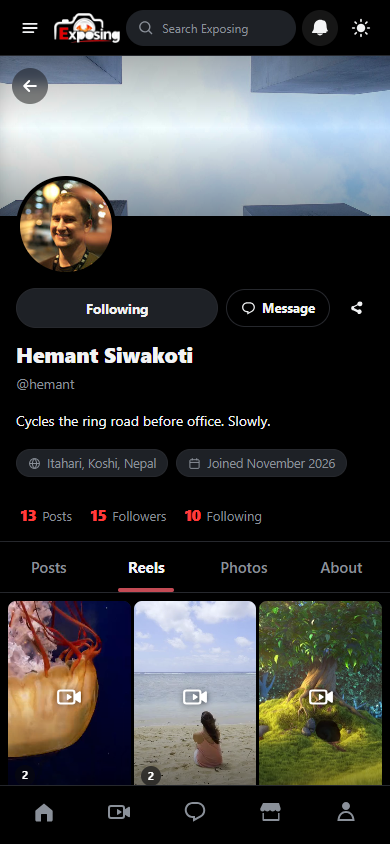 Exposing
Search Exposing
Following
Message
Hemant Siwakoti
@hemant
Cycles the ring road before office. Slowly.
Itahari, Koshi, Nepal
Joined November 2026
13 Posts 15 Followers 10 Following
Posts Reels Photos About
2
2